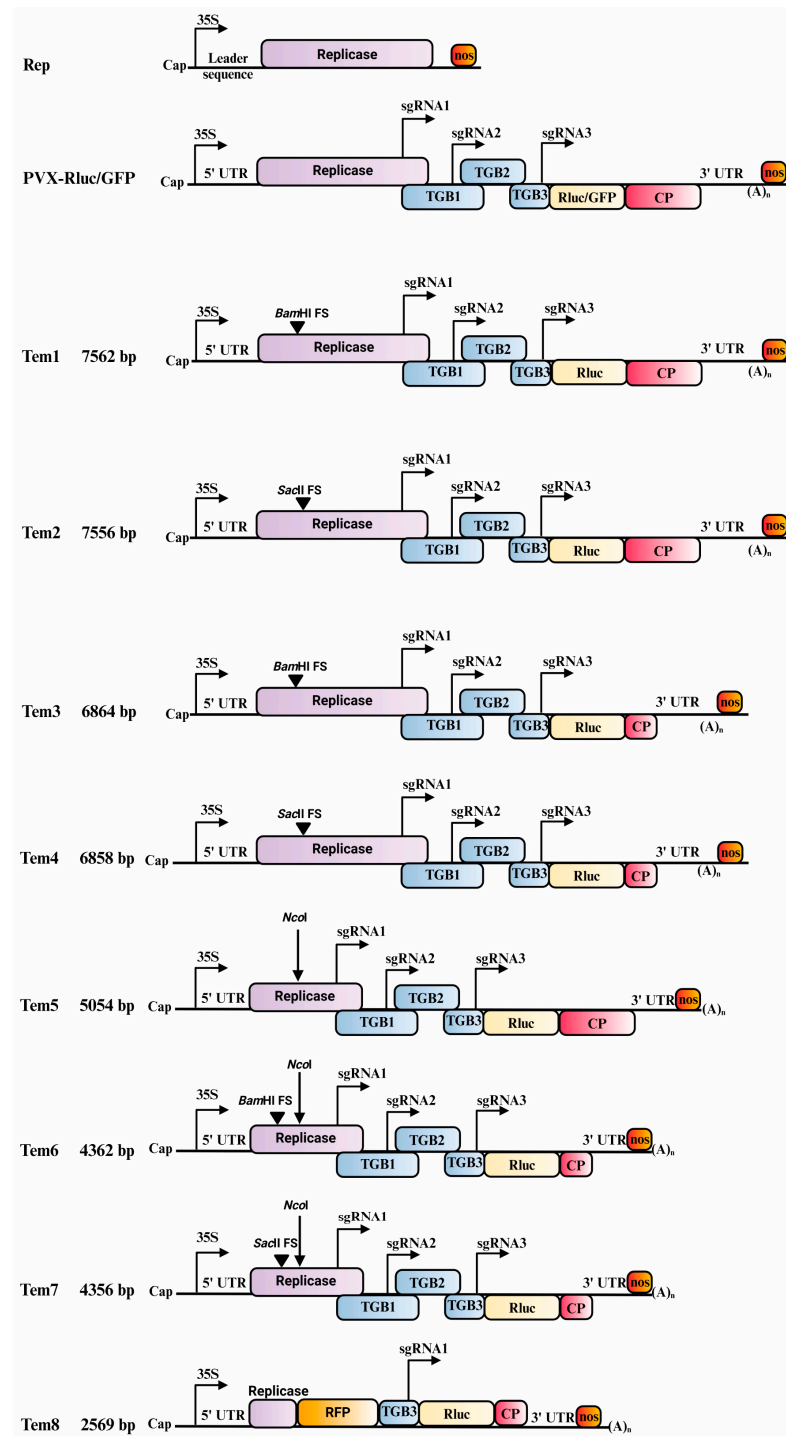 35S
Rep Cap Leader sequence Replicase nos
sgRNA1
sgRNA2 sgRNA3
35S
PVX-Rluc/GFP Cap 5' UTR Replicase TGB2 3' UTR nos
TGB1 TGB3 Rluc/GFP CP (A)n
sgRNA1
35S BamHI FS sgRNA2 sgRNA3
Tem1 7562 bp Cap 5' UTR Replicase TGB2 3' UTR nos
TGB1 TGB3 Rluc CP (A)n
sgRNA1
35S SacII FS sgRNA2 sgRNA3
Tem2 7556 bp Cap 5' UTR Replicase TGB2 3' UTR nos
TGB1 TGB3 Rluc CP (A)n
sgRNA1
35S BamHI FS sgRNA2 sgRNA3
Tem3 6864 bp Cap 5' UTR Replicase TGB2 3' UTR nos
TGB1 TGB3 Rluc CP (A)n
sgRNA1
35S SacII FS sgRNA2 sgRNA3
Tem4 6858 bp Cap 5' UTR Replicase TGB2 3' UTR nos
TGB1 TGB3 Rluc CP (A)n
NcoI sgRNA1
35S sgRNA2 sgRNA3
Tem5 5054 bp Cap 5' UTR Replicase TGB2 3' UTR nos (A)n
TGB1 TGB3 Rluc CP
NcoI sgRNA1
35S BamHI FS sgRNA2 sgRNA3
Tem6 4362 bp Cap 5' UTR Replicase TGB2 3' UTR nos (A)n
TGB1 TGB3 Rluc CP
NcoI sgRNA1
35S SacII FS sgRNA2 sgRNA3
Tem7 4356 bp Cap 5' UTR Replicase TGB2 3' UTR nos (A)n
TGB1 TGB3 Rluc CP
sgRNA1
35S Replicase
Tem8 2569 bp Cap 5' UTR RFP TGB3 Rluc CP 3' UTR nos (A)n